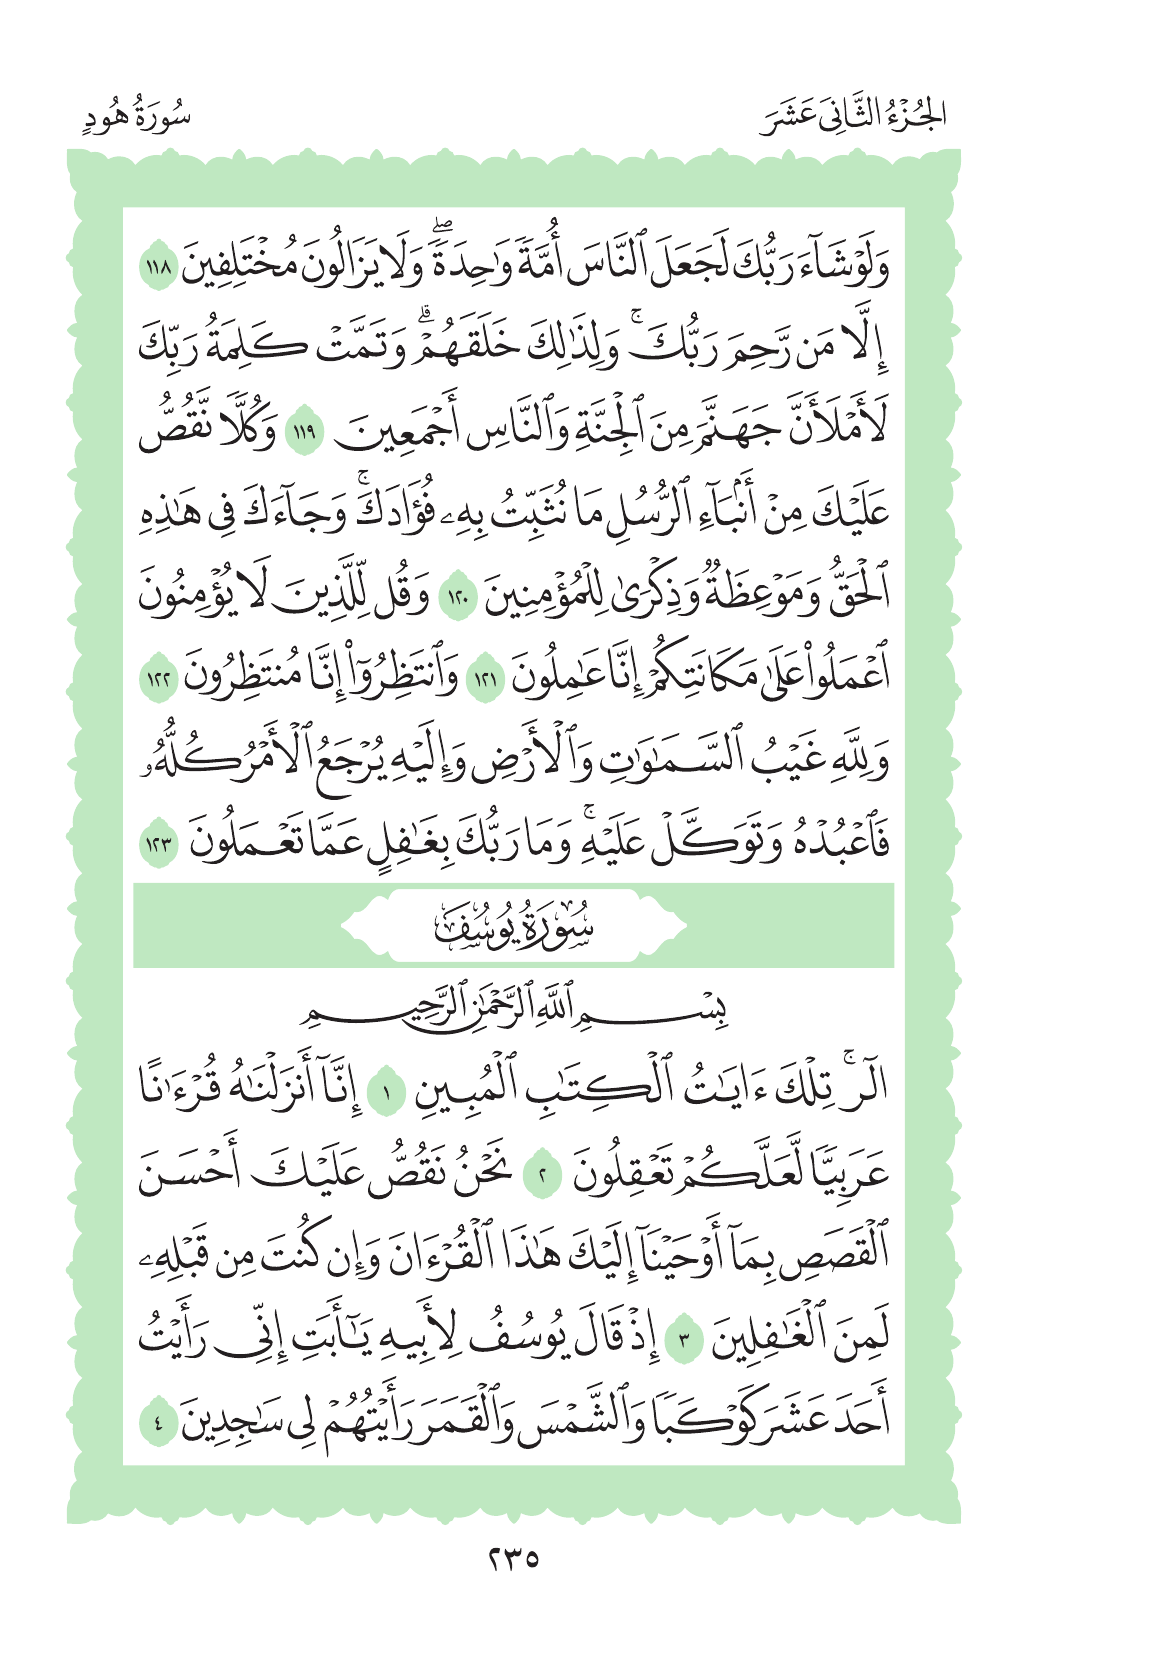 الجُزْءُ الثَّانِيَ عَشَرَ
سُورَةُ هُودٍ
وَلَوْ شَآءَ رَبُّكَ لَجَعَلَ ٱلنَّاسَ أُمَّةٗ وَٰحِدَةٗۖ وَلَا يَزَالُونَ مُخْتَلِفِينَ ١١٨
إِلَّا مَن رَّحِمَ رَبُّكَۚ وَلِذَٰلِكَ خَلَقَهُمْۗ وَتَمَّتْ كَلِمَةُ رَبِّكَ
لَأَمْلَأَنَّ جَهَنَّمَ مِنَ ٱلْجِنَّةِ وَٱلنَّاسِ أَجْمَعِينَ ١١٩ وَكُلّٗا نَّقُصُّ
عَلَيْكَ مِنْ أَنۢبَآءِ ٱلرُّسُلِ مَا نُثَبِّتُ بِهِۦ فُؤَادَكَۚ وَجَآءَكَ فِي هَٰذِهِ
ٱلْحَقُّ وَمَوْعِظَةٞ وَذِكْرَىٰ لِلْمُؤْمِنِينَ ١٢٠ وَقُل لِّلَّذِينَ لَا يُؤْمِنُونَ
ٱعْمَلُوا۟ عَلَىٰ مَكَانَتِكُمْ إِنَّا عَٰمِلُونَ ١٢١ وَٱنتَظِرُوٓا۟ إِنَّا مُنتَظِرُونَ ١٢٢
وَلِلَّهِ غَيْبُ ٱلسَّمَٰوَٰتِ وَٱلْأَرْضِ وَإِلَيْهِ يُرْجَعُ ٱلْأَمْرُ كُلُّهُۥ
فَٱعْبُدْهُ وَتَوَكَّلْ عَلَيْهِۚ وَمَا رَبُّكَ بِغَٰفِلٍ عَمَّا تَعْمَلُونَ ١٢٣
سُورَةُ يُوسُفَ
بِسْمِ ٱللَّهِ ٱلرَّحْمَٰنِ ٱلرَّحِيمِ
الٓرۚ تِلْكَ ءَايَٰتُ ٱلْكِتَٰبِ ٱلْمُبِينِ ١ إِنَّآ أَنزَلْنَٰهُ قُرْءَٰنًا
عَرَبِيّٗا لَّعَلَّكُمْ تَعْقِلُونَ ٢ نَحْنُ نَقُصُّ عَلَيْكَ أَحْسَنَ
ٱلْقَصَصِ بِمَآ أَوْحَيْنَآ إِلَيْكَ هَٰذَا ٱلْقُرْءَانَ وَإِن كُنتَ مِن قَبْلِهِۦ
لَمِنَ ٱلْغَٰفِلِينَ ٣ إِذْ قَالَ يُوسُفُ لِأَبِيهِ يَٰٓأَبَتِ إِنِّي رَأَيْتُ
أَحَدَ عَشَرَ كَوْكَبٗا وَٱلشَّمْسَ وَٱلْقَمَرَ رَأَيْتُهُمْ لِي سَٰجِدِينَ ٤
٢٣٥